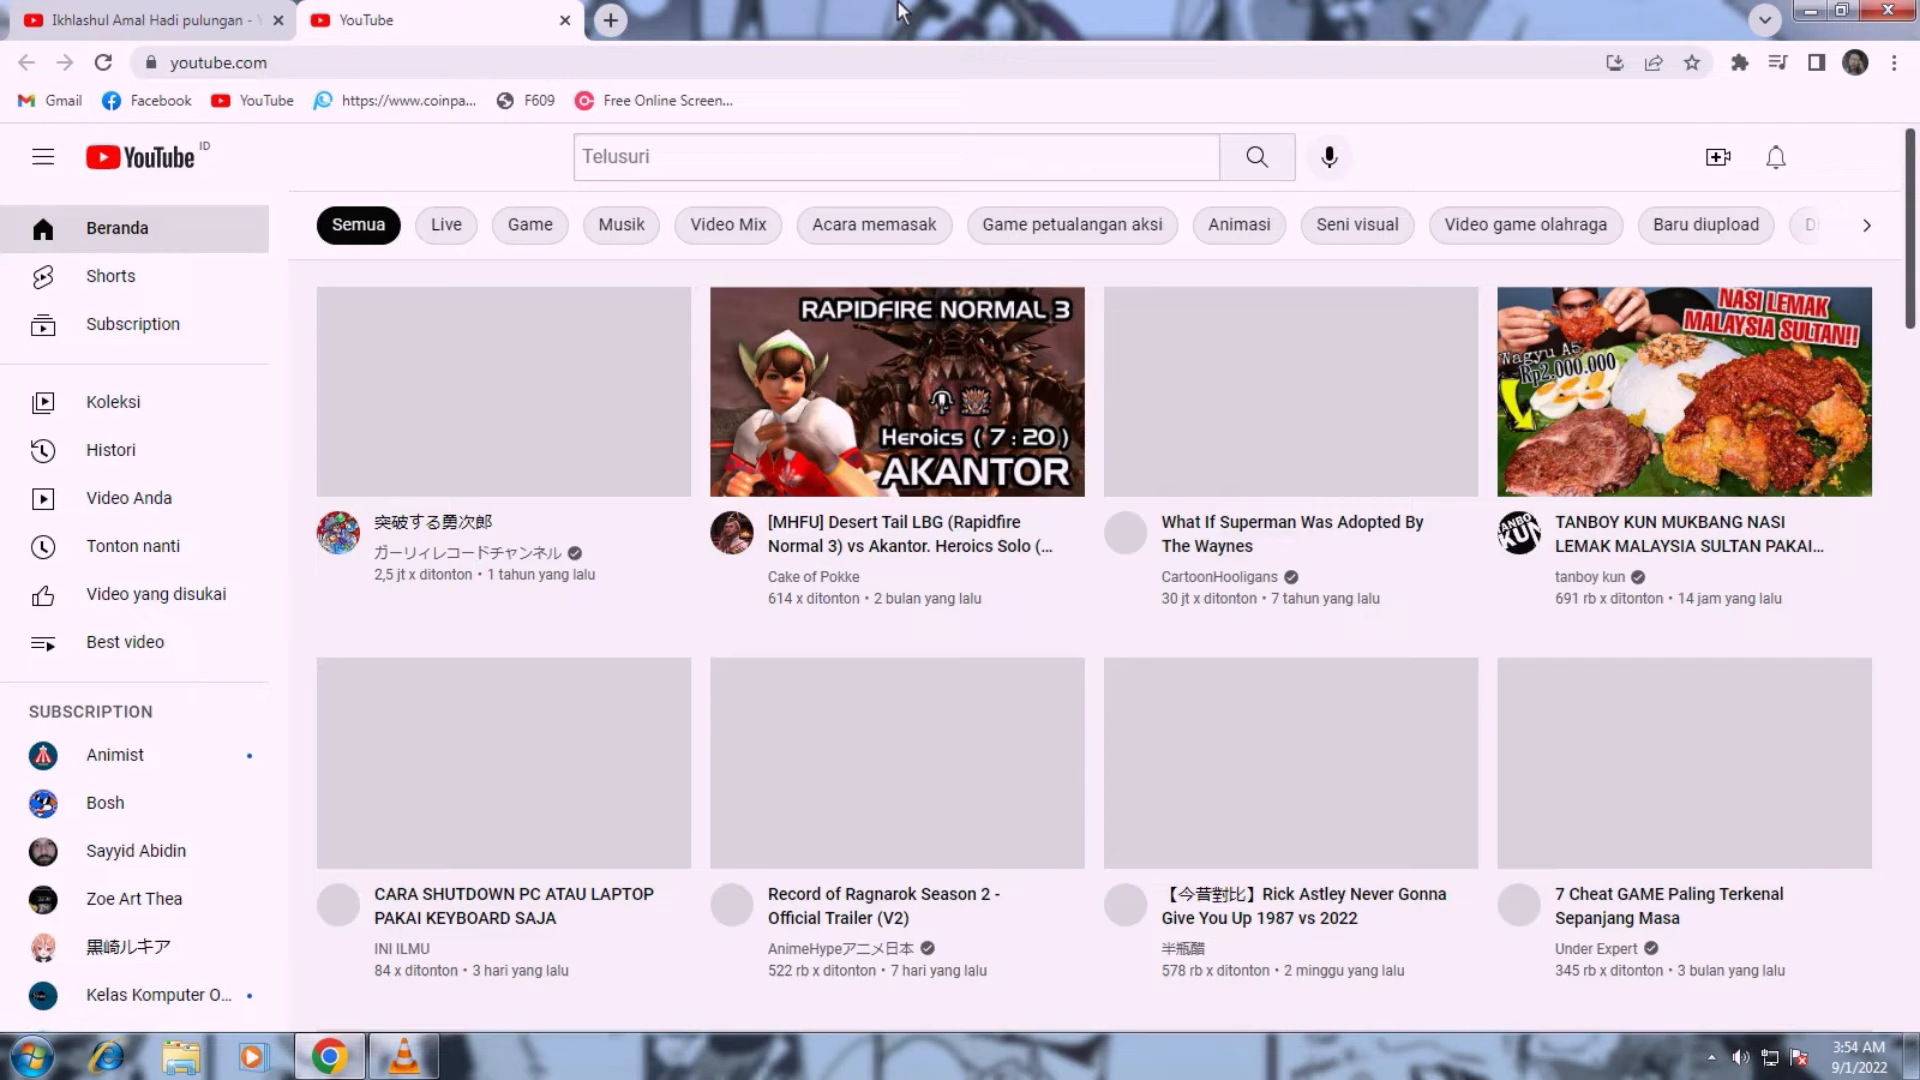 Ikhlashul Amal Hadi pulungan -
YouTube
youtube.com
Gmail
Facebook
YouTube
https://www.coinpa...
F609
Free Online Screen...
YouTube ID
Telusuri
Semua
Live
Game
Musik
Video Mix
Acara memasak
Game petualangan aksi
Animasi
Seni visual
Video game olahraga
Baru diupload
Beranda
Shorts
Subscription
Koleksi
Histori
Video Anda
Tonton nanti
Video yang disukai
Best video
SUBSCRIPTION
Animist
Bosh
Sayyid Abidin
Zoe Art Thea
黒崎ルキア
Kelas Komputer O...
突破する勇次郎
ガーリィレコードチャンネル
2,5 jt x ditonton • 1 tahun yang lalu
RAPIDFIRE NORMAL 3
Heroics ( 7 : 20 )
AKANTOR
[MHFU] Desert Tail LBG (Rapidfire
Normal 3) vs Akantor. Heroics Solo (...
Cake of Pokke
614 x ditonton • 2 bulan yang lalu
What If Superman Was Adopted By
The Waynes
CartoonHooligans
30 jt x ditonton • 7 tahun yang lalu
NASI LEMAK
MALAYSIA SULTAN!!
Wagyu A5
Rp2.000.000
TANBOY KUN
TANBOY KUN MUKBANG NASI
LEMAK MALAYSIA SULTAN PAKAI...
tanboy kun
691 rb x ditonton • 14 jam yang lalu
CARA SHUTDOWN PC ATAU LAPTOP
PAKAI KEYBOARD SAJA
INI ILMU
84 x ditonton • 3 hari yang lalu
Record of Ragnarok Season 2 -
Official Trailer (V2)
AnimeHypeアニメ日本
522 rb x ditonton • 7 hari yang lalu
【今昔對比】Rick Astley Never Gonna
Give You Up 1987 vs 2022
半瓶醋
578 rb x ditonton • 2 minggu yang lalu
7 Cheat GAME Paling Terkenal
Sepanjang Masa
Under Expert
345 rb x ditonton • 3 bulan yang lalu
3:54 AM
9/1/2022